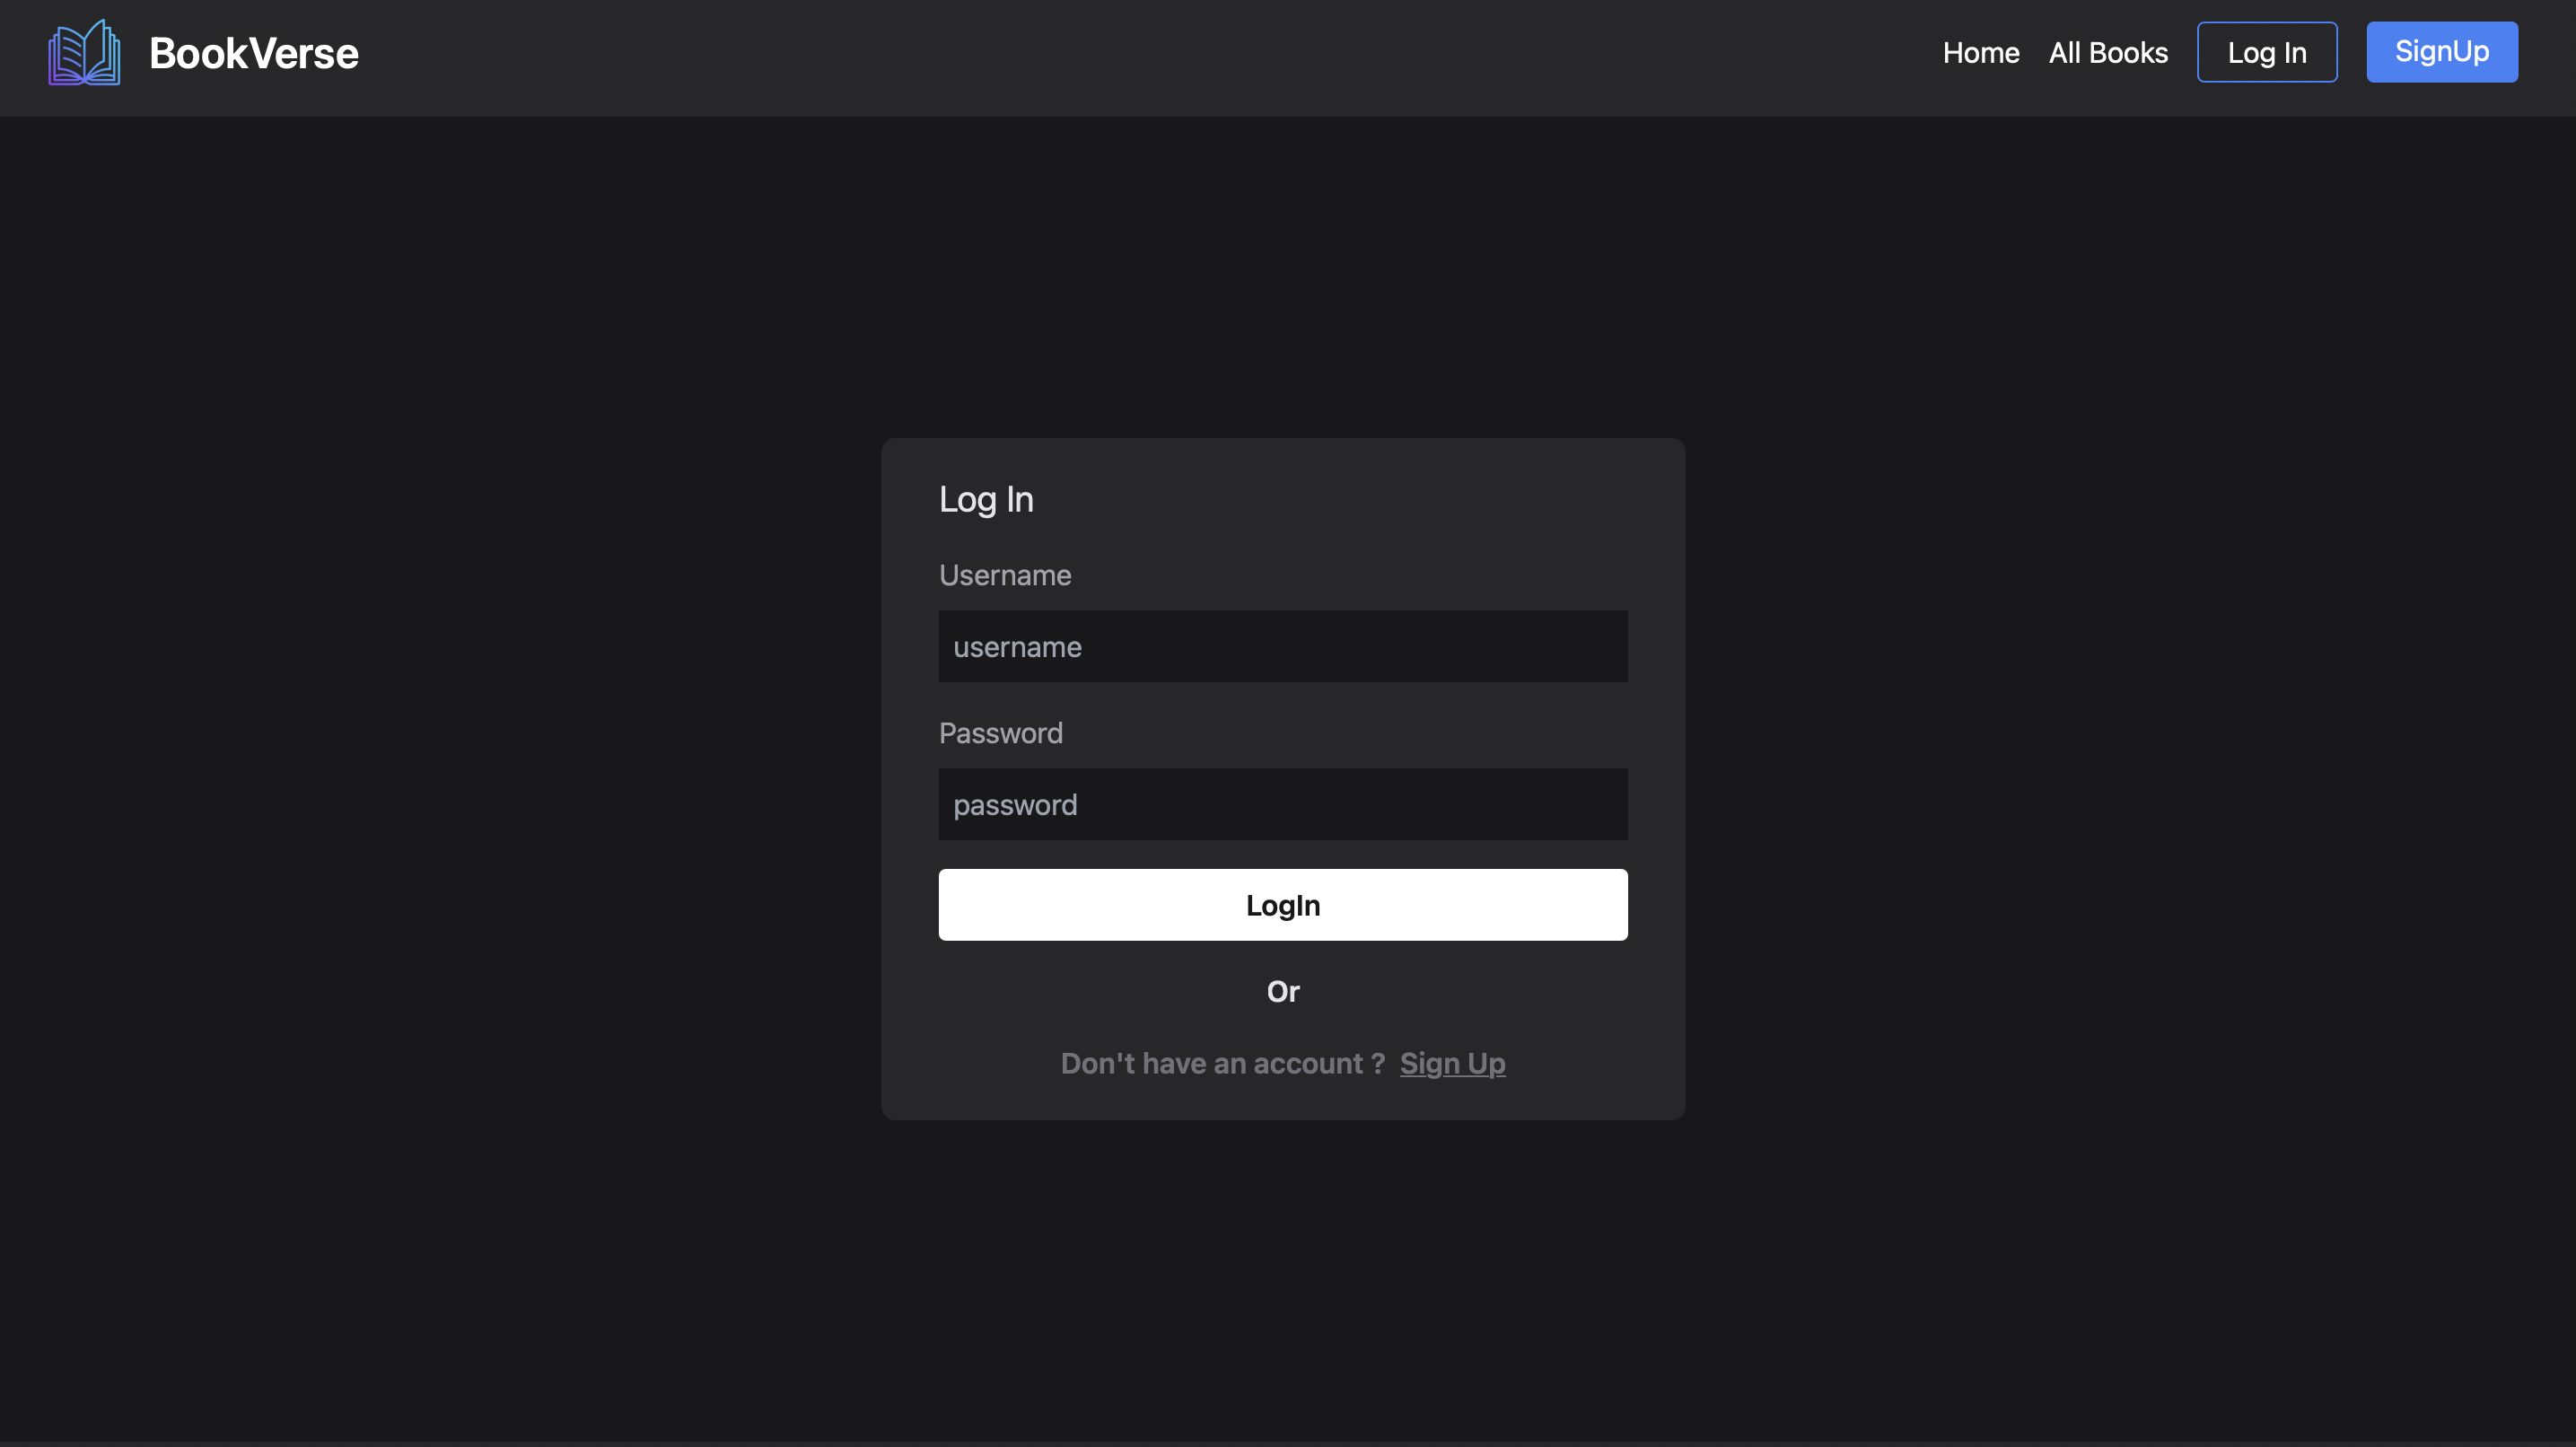 BookVerse
Home All Books Log In SignUp
Log In
Username
username
Password
password
LogIn
Or
Don't have an account ? Sign Up